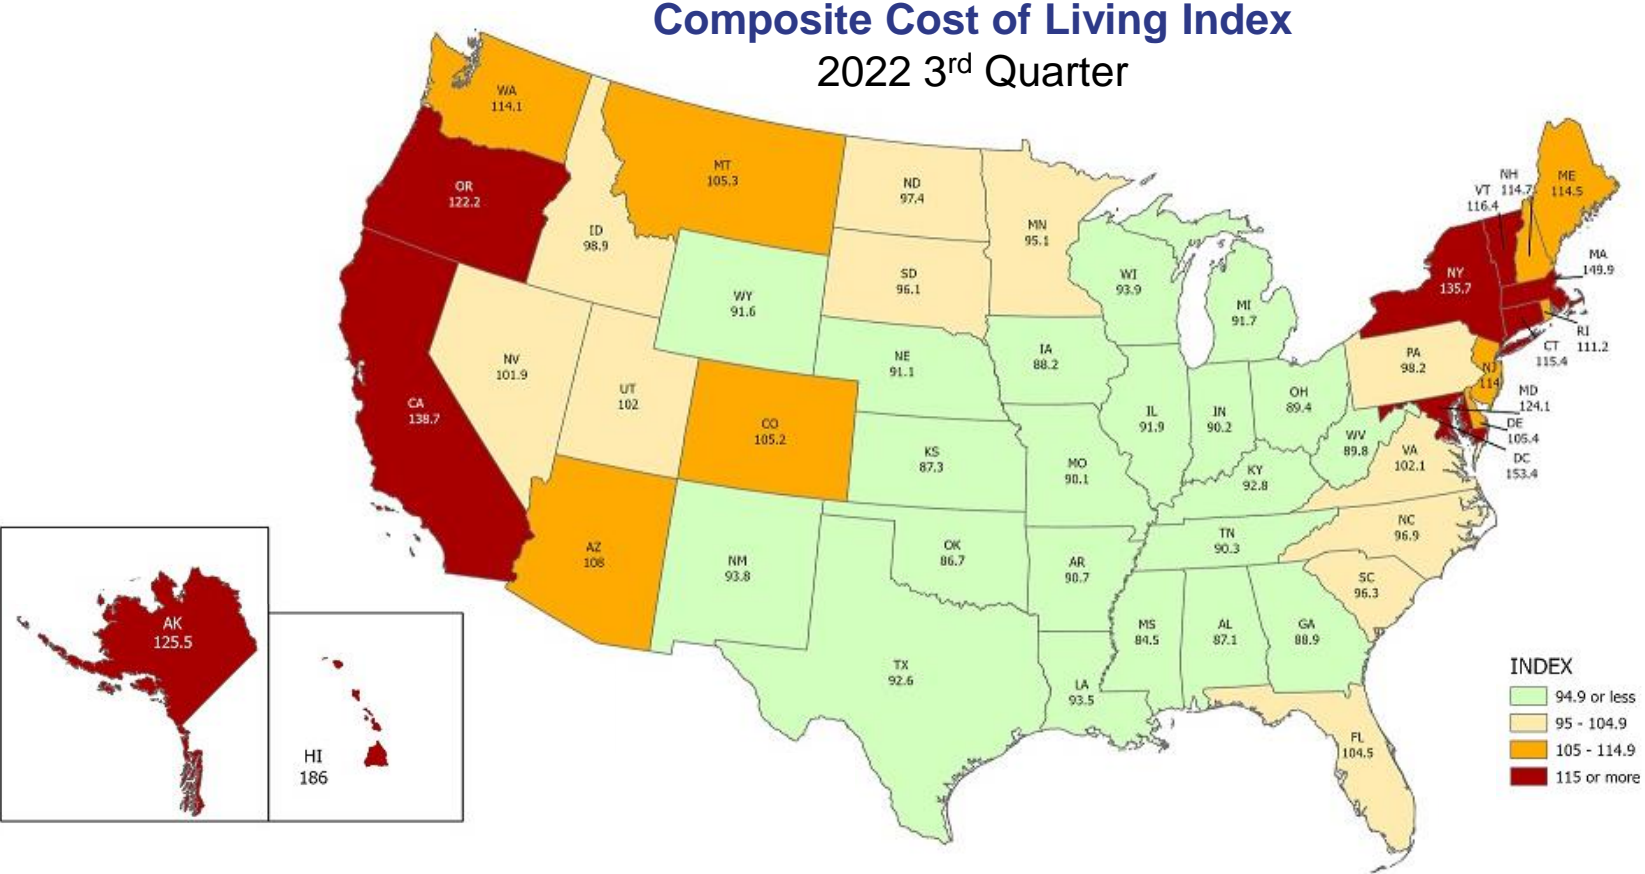 Composite Cost of Living Index
2022 3rd Quarter
WA
114.1
MT
105.3
OR
122.2
ID
98.9
ND
97.4
MN
95.1
SD
96.1
WY
91.6
WI
93.9
MI
91.7
NH
114.7
VT
116.4
ME
114.5
MA
149.9
NY
135.7
RI
111.2
CT
115.4
PA
98.2
NJ
114
MD
124.1
DE
105.4
DC
153.4
NV
101.9
UT
102
CA
138.7
CO
105.2
NE
91.1
IA
88.2
KS
87.3
MO
90.1
IL
91.9
IN
90.2
OH
89.4
WV
89.8
VA
102.1
KY
92.8
NC
96.9
TN
90.3
SC
96.3
AZ
108
NM
93.8
OK
86.7
AR
90.7
TX
92.6
LA
93.5
MS
84.5
AL
87.1
GA
88.9
FL
104.5
AK
125.5
HI
186
INDEX
94.9 or less
95 - 104.9
105 - 114.9
115 or more